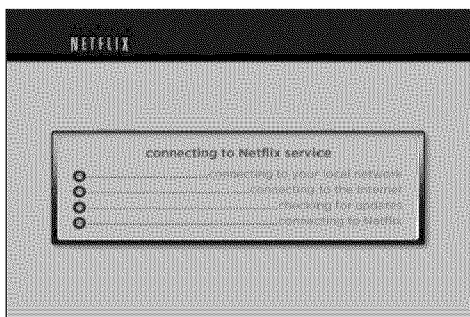 NETFLIX
connecting to Netflix service
connecting to your local network
connecting to the Internet
checking for updates
connecting to Netflix